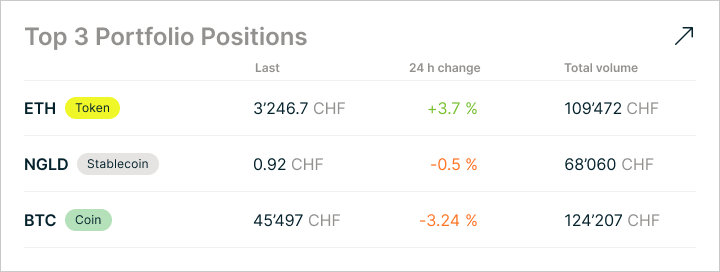 Top 3 Portfolio Positions
Last 24 h change Total volume
ETH Token 3’246.7 CHF +3.7 % 109’472 CHF
NGLD Stablecoin 0.92 CHF -0.5 % 68’060 CHF
BTC Coin 45’497 CHF -3.24 % 124’207 CHF